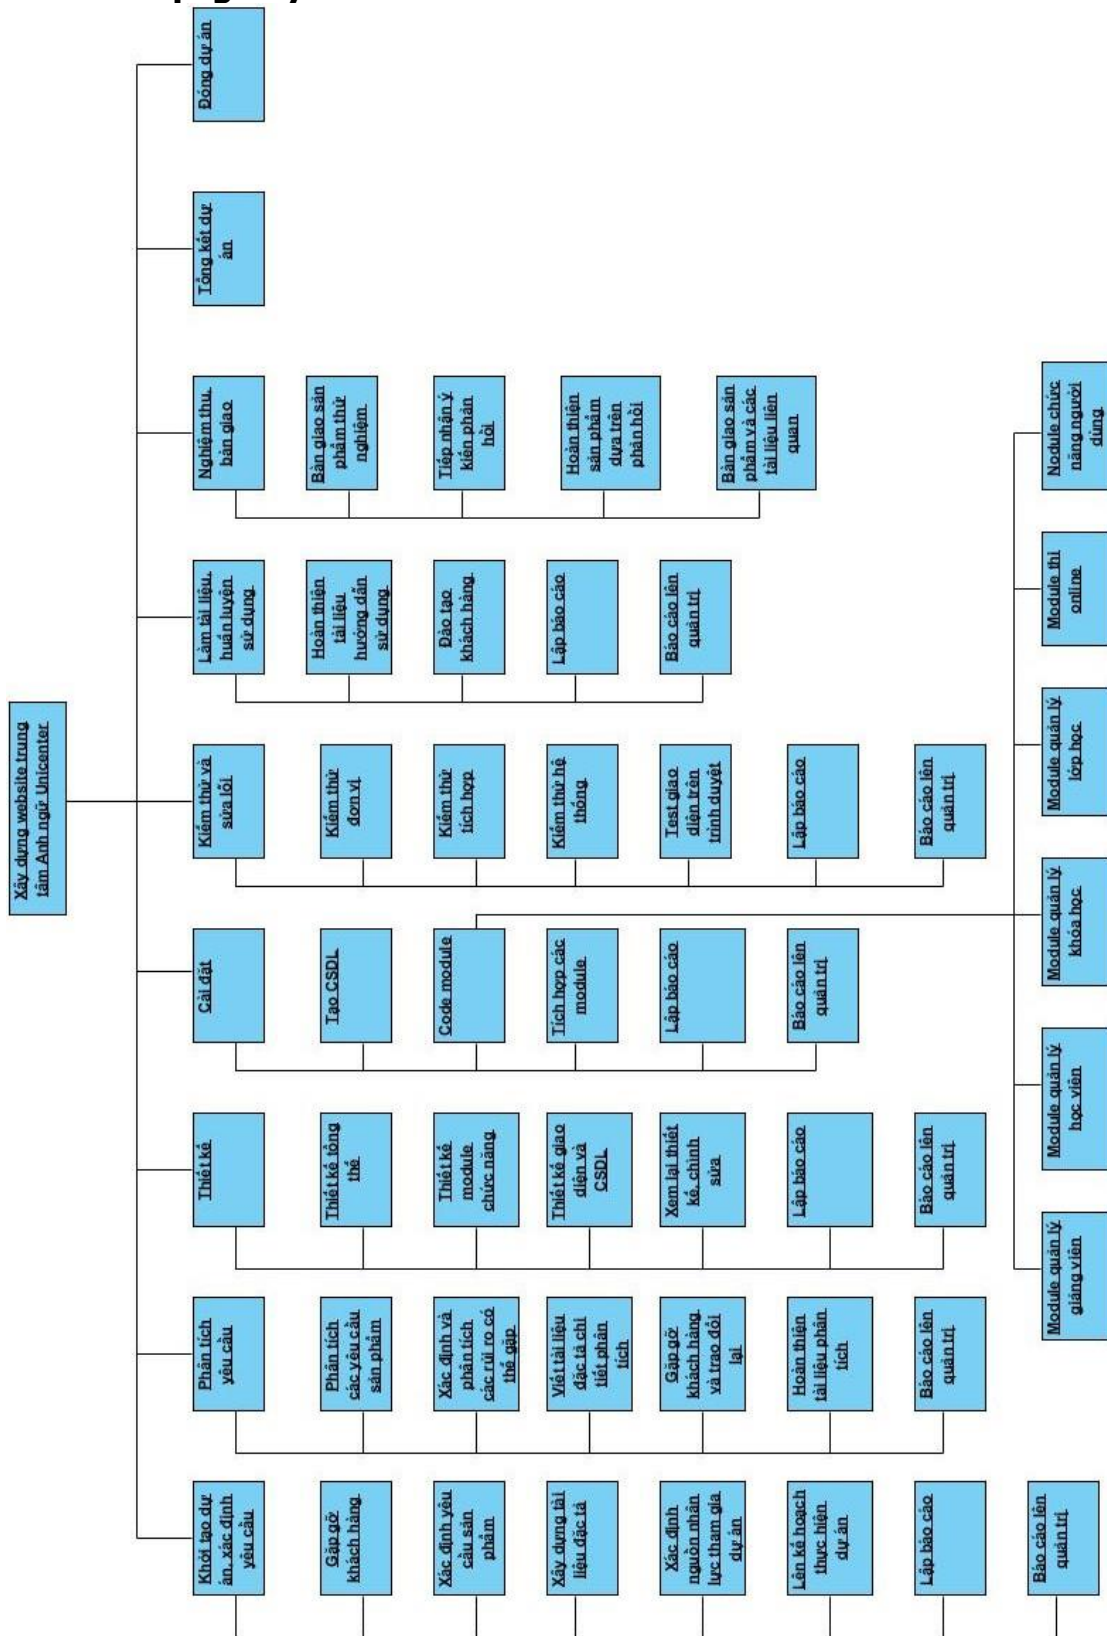 Xây dựng website trung
tâm Anh ngữ Unicenter
Khởi tạo dự
án, xác định
yêu cầu
Gặp gỡ
khách hàng
Xác định yêu
cầu sản
phẩm
Xây dựng tài
liệu đặc tả
Xác định
nguồn nhân
lực tham gia
dự án
Lên kế hoạch
thực hiện
dự án
Lập báo cáo
Báo cáo lên
quản trị
Phân tích
yêu cầu
Phân tích
các yêu cầu
sản phẩm
Xác định và
phân tích
các rủi ro có
thể gặp
Viết tài liệu
đặc tả chi
tiết phân
tích
Gặp gỡ
khách hàng
và trao đổi
lại
Hoàn thiện
tài liệu phân
tích
Báo cáo lên
quản trị
Thiết kế
Thiết kế tổng
thể
Thiết kế
module
chức năng
Thiết kế giao
diện và
CSDL
Xem lại thiết
kế, chỉnh
sửa
Lập báo cáo
Báo cáo lên
quản trị
Cài đặt
Tạo CSDL
Code module
Tích hợp các
module
Lập báo cáo
Báo cáo lên
quản trị
Module quản lý
giảng viên
Module quản lý
học viên
Module quản lý
khóa học
Module quản lý
lớp học
Module thi
online
Nodule chức
năng người
dùng
Kiểm thử và
sửa lỗi
Kiểm thử
đơn vị
Kiểm thử
tích hợp
Kiểm thử hệ
thống
Test giao
diện trên
trình duyệt
Lập báo cáo
Báo cáo lên
quản trị
Làm tài liệu,
huấn luyện
sử dụng
Hoàn thiện
tài liệu
hướng dẫn
sử dụng
Đào tạo
khách hàng
Lập báo cáo
Báo cáo lên
quản trị
Nghiệm thu,
bàn giao
Bàn giao sản
phẩm thử
nghiệm
Tiếp nhận ý
kiến phản
hồi
Hoàn thiện
sản phẩm
dựa trên
phản hồi
Bàn giao sản
phẩm và các
tài liệu liên
quan
Tổng kết dự
án
Đóng dự án